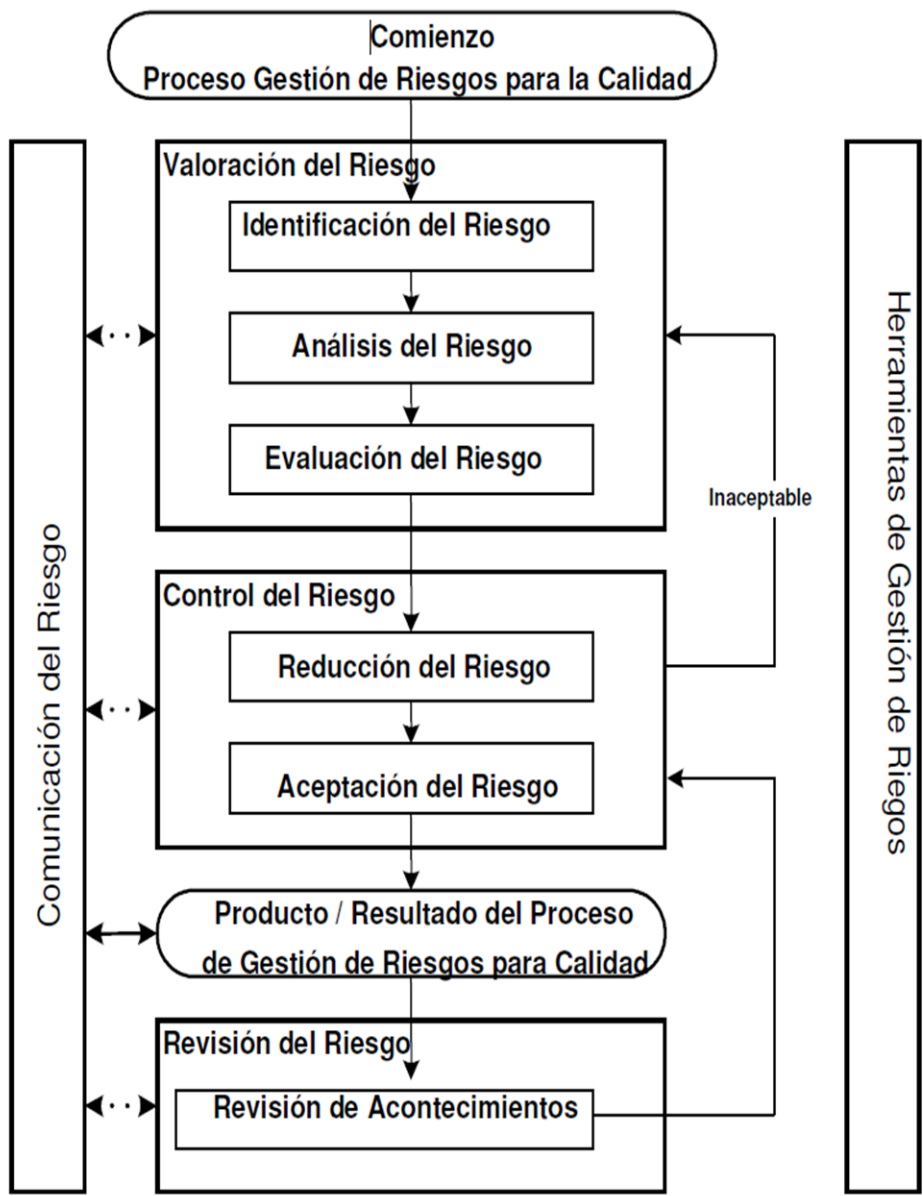 Comienzo
Proceso Gestión de Riesgos para la Calidad
Valoración del Riesgo
Identificación del Riesgo
Análisis del Riesgo
Evaluación del Riesgo
Inaceptable
Control del Riesgo
Reducción del Riesgo
Aceptación del Riesgo
Producto / Resultado del Proceso
de Gestión de Riesgos para Calidad
Revisión del Riesgo
Revisión de Acontecimientos
Comunicación del Riesgo
Herramientas de Gestión de Riegos